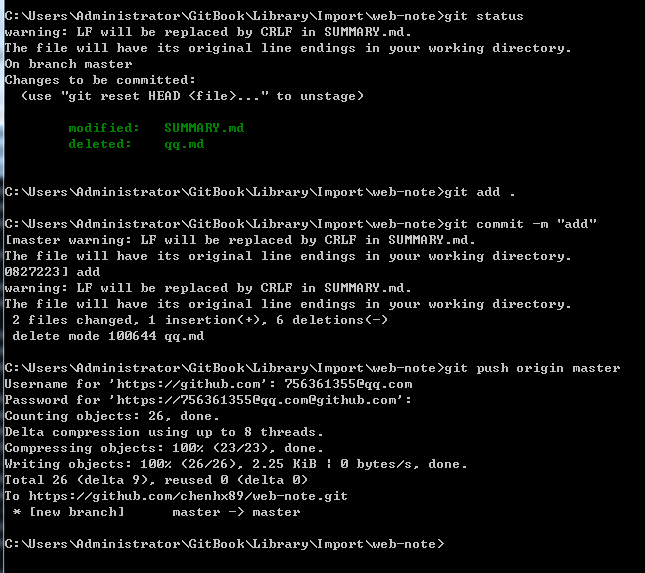 C:\Users\Administrator\GitBook\Library\Import\web-note>git status
warning: LF will be replaced by CRLF in SUMMARY.md.
The file will have its original line endings in your working directory.
On branch master
Changes to be committed:
  (use "git reset HEAD <file>..." to unstage)
        modified:   SUMMARY.md
        deleted:    qq.md
C:\Users\Administrator\GitBook\Library\Import\web-note>git add .
C:\Users\Administrator\GitBook\Library\Import\web-note>git commit -m "add"
[master warning: LF will be replaced by CRLF in SUMMARY.md.
The file will have its original line endings in your working directory.
0827223] add
warning: LF will be replaced by CRLF in SUMMARY.md.
The file will have its original line endings in your working directory.
 2 files changed, 1 insertion(+), 6 deletions(-)
 delete mode 100644 qq.md
C:\Users\Administrator\GitBook\Library\Import\web-note>git push origin master
Username for 'https://github.com': 756361355@qq.com
Password for 'https://756361355@qq.com@github.com':
Counting objects: 26, done.
Delta compression using up to 8 threads.
Compressing objects: 100% (23/23), done.
Writing objects: 100% (26/26), 2.25 KiB | 0 bytes/s, done.
Total 26 (delta 9), reused 0 (delta 0)
To https://github.com/chenhx89/web-note.git
 * [new branch]      master -> master
C:\Users\Administrator\GitBook\Library\Import\web-note>